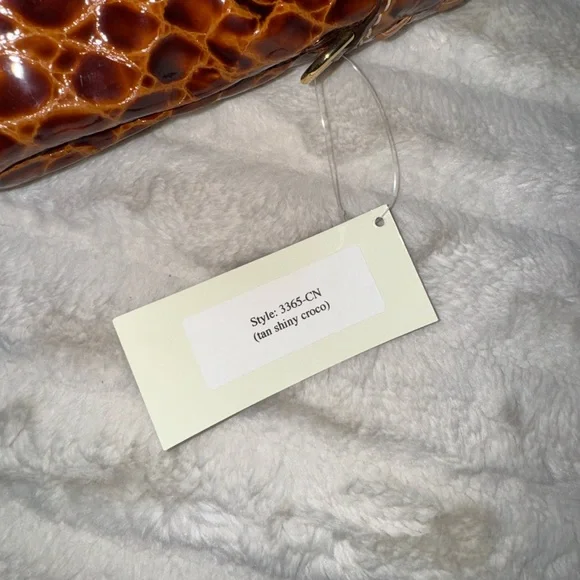 Style: 3365-CN
(tan shiny croco)